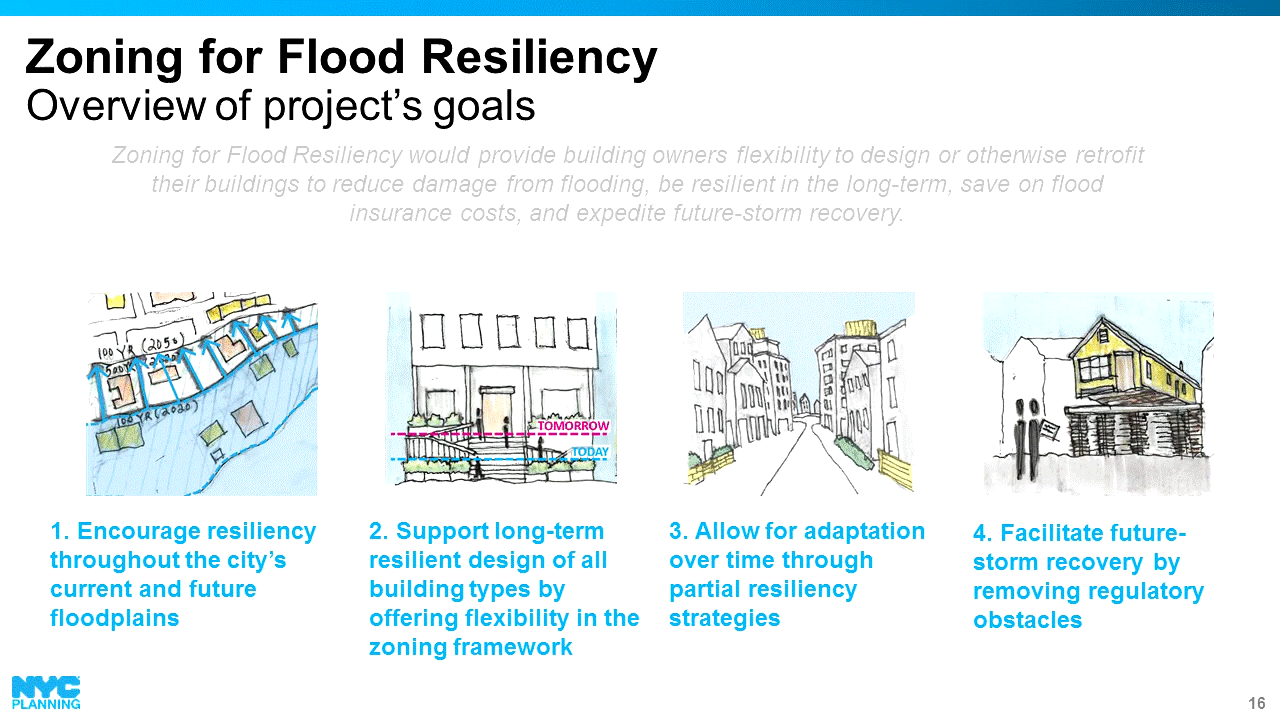 Zoning for Flood Resiliency
Overview of project’s goals
Zoning for Flood Resiliency would provide building owners flexibility to design or otherwise retrofit
their buildings to reduce damage from flooding, be resilient in the long-term, save on flood
insurance costs, and expedite future-storm recovery.
100 YR (2050)
500YR (2020)
100 YR (2020)
TOMORROW
TODAY
1. Encourage resiliency
throughout the city’s
current and future
floodplains
2. Support long-term
resilient design of all
building types by
offering flexibility in the
zoning framework
3. Allow for adaptation
over time through
partial resiliency
strategies
4. Facilitate future-
storm recovery by
removing regulatory
obstacles
NYC
PLANNING
16